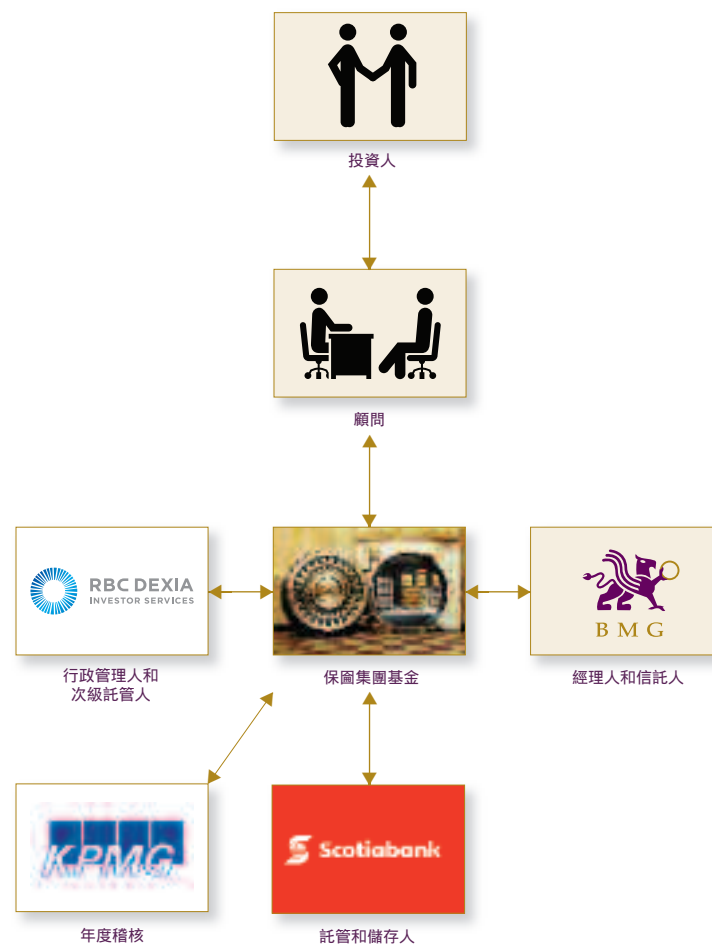 投資人
顧問
RBC DEXIA
INVESTOR SERVICES
BMG
行政管理人和
次級託管人
保圇集團基金
經理人和信託人
KPMG
Scotiabank
年度稽核
託管和儲存人